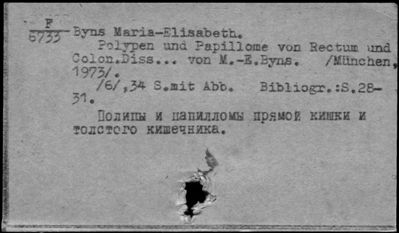 F
6733
Byns Maria-Elisabeth.
Polypen und Papillome von Rectum und
Colon.Diss... von M.-E.Byns. /München,
1973/.
/6/,34 S.mit Abb. Bibliogr.:S.28-
31.
Полипы и папилломы прямой кишки и
толстого кишечника.